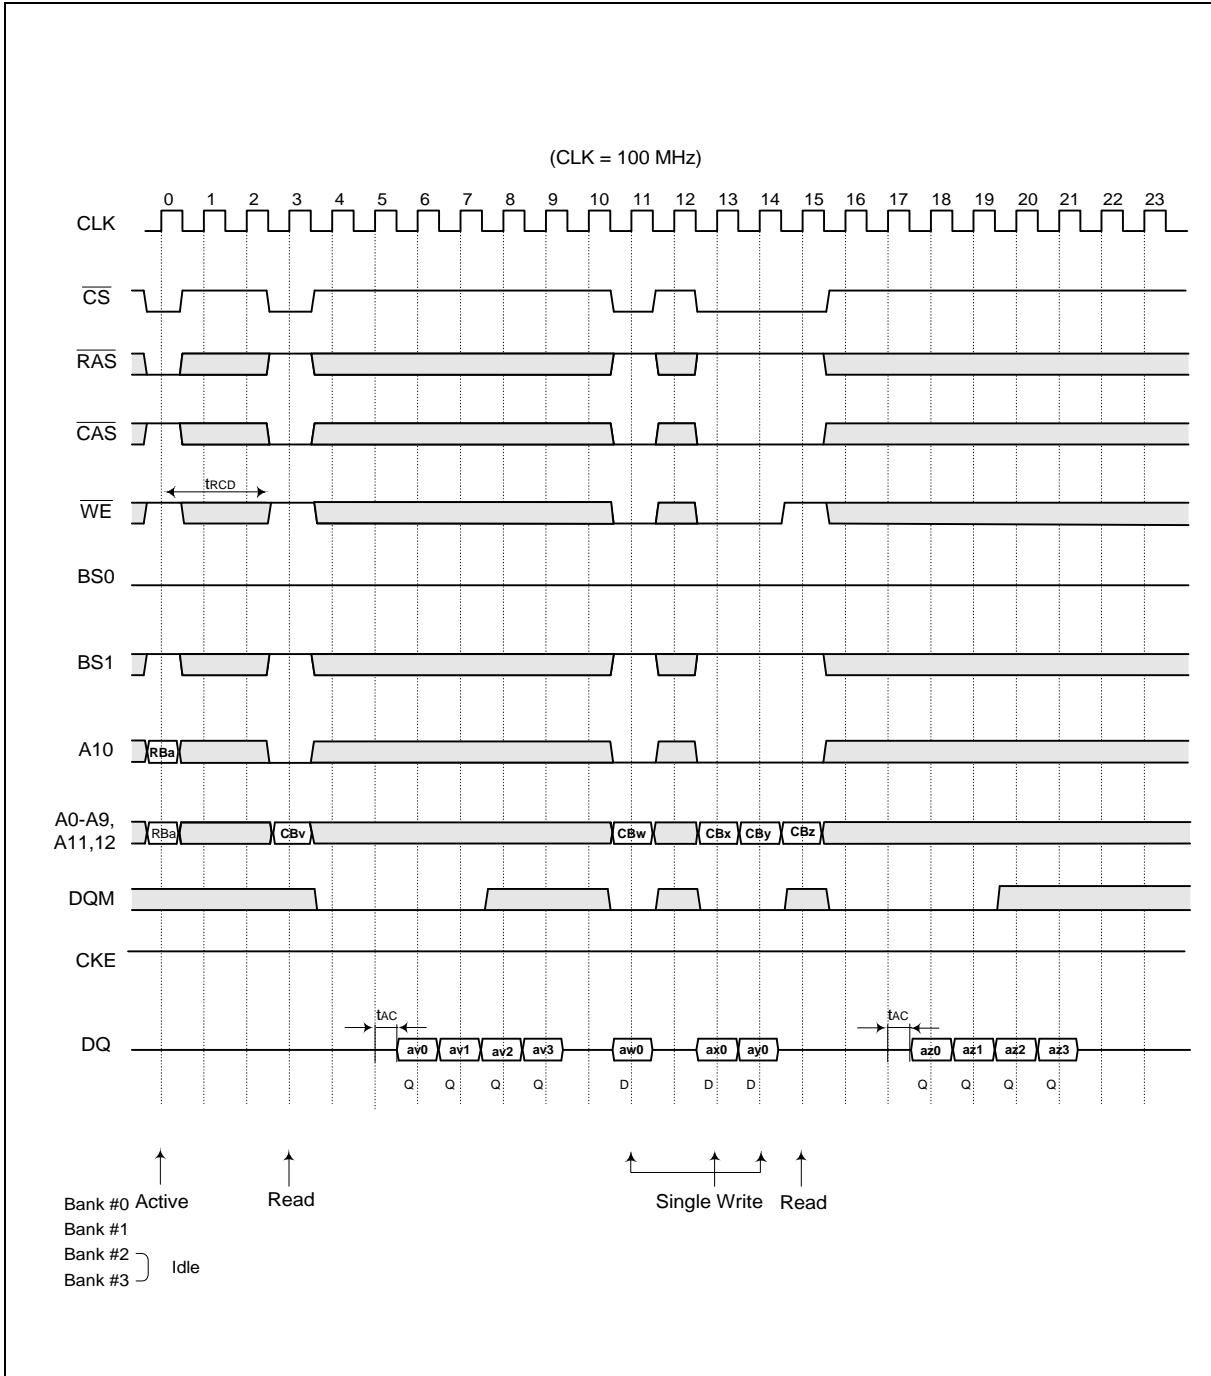 (CLK = 100 MHz)
0 1 2 3 4 5 6 7 8 9 10 11 12 13 14 15 16 17 18 19 20 21 22 23
CLK
CS
RAS
CAS
tRCD
WE
BS0
BS1
A10 RBa
A0-A9,
A11,12
RBa CBv CBw CBx CBy CBz
DQM
CKE
tAC tAC
DQ av0 av1 av2 av3 aw0 ax0 ay0 az0 az1 az2 az3
Q Q Q Q D D D Q Q Q Q
Bank #0 Active Read Single Write Read
Bank #1
Bank #2
Idle
Bank #3